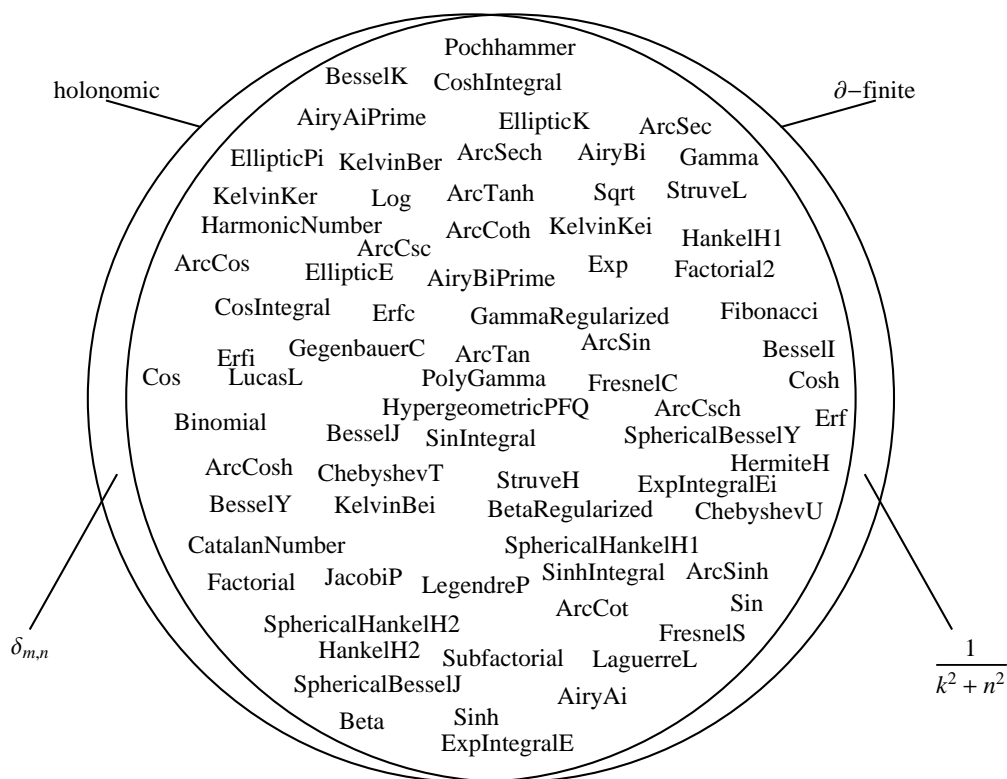 Pochhammer
BesselK
CoshIntegral
holonomic
∂−finite
AiryAiPrime
EllipticK
ArcSec
EllipticPi
KelvinBer
ArcSech
AiryBi
Gamma
KelvinKer
Log
ArcTanh
Sqrt
StruveL
HarmonicNumber
ArcCsc
ArcCoth
KelvinKei
HankelH1
ArcCos
EllipticE
AiryBiPrime
Exp
Factorial2
CosIntegral
Erfc
GammaRegularized
Fibonacci
Erfi
GegenbauerC
ArcTan
ArcSin
BesselI
Cos
LucasL
PolyGamma
FresnelC
Cosh
Binomial
HypergeometricPFQ
ArcCsch
Erf
BesselJ
SinIntegral
SphericalBesselY
HermiteH
ArcCosh
ChebyshevT
StruveH
ExpIntegralEi
BesselY
KelvinBei
BetaRegularized
ChebyshevU
CatalanNumber
SphericalHankelH1
Factorial
JacobiP
LegendreP
SinhIntegral
ArcSinh
ArcCot
Sin
SphericalHankelH2
FresnelS
δm,n
HankelH2
Subfactorial
LaguerreL
1
k² + n²
SphericalBesselJ
AiryAi
Beta
Sinh
ExpIntegralE